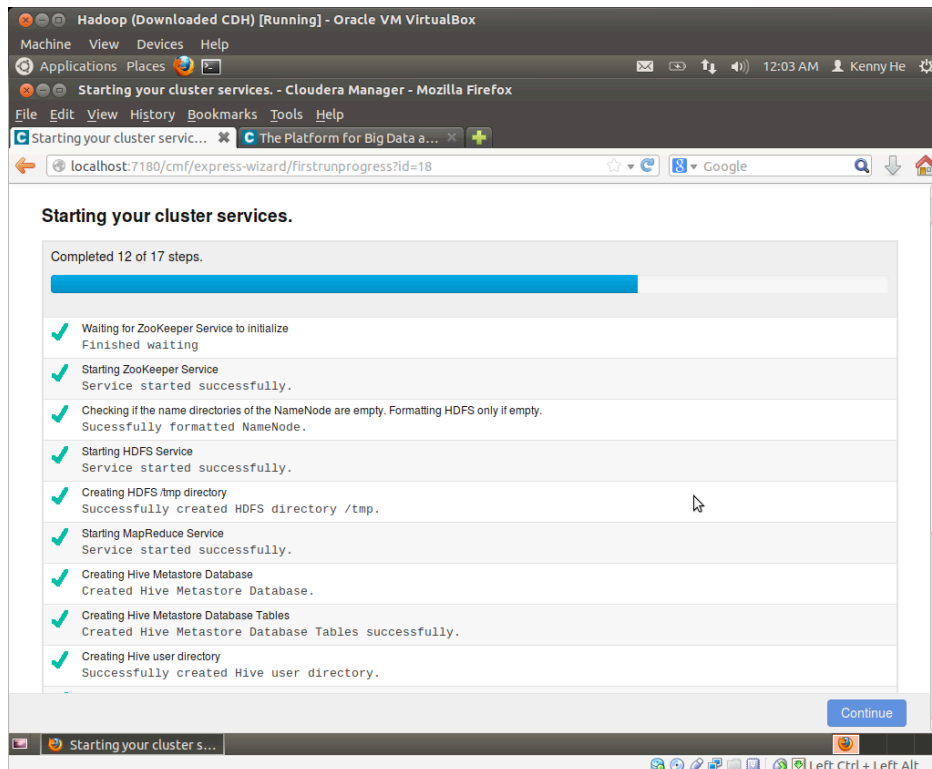 Hadoop (Downloaded CDH) [Running] - Oracle VM VirtualBox
Machine View Devices Help
Applications Places 12:03 AM Kenny He
Starting your cluster services. - Cloudera Manager - Mozilla Firefox
File Edit View History Bookmarks Tools Help
Starting your cluster servic... The Platform for Big Data a...
localhost:7180/cmf/express-wizard/firstrunprogress?id=18 Google
Starting your cluster services.
Completed 12 of 17 steps.
Waiting for ZooKeeper Service to initialize
Finished waiting
Starting ZooKeeper Service
Service started successfully.
Checking if the name directories of the NameNode are empty. Formatting HDFS only if empty.
Sucessfully formatted NameNode.
Starting HDFS Service
Service started successfully.
Creating HDFS /tmp directory
Successfully created HDFS directory /tmp.
Starting MapReduce Service
Service started successfully.
Creating Hive Metastore Database
Created Hive Metastore Database.
Creating Hive Metastore Database Tables
Created Hive Metastore Database Tables successfully.
Creating Hive user directory
Successfully created Hive user directory.
Continue
Starting your cluster s...
Left Ctrl + Left Alt